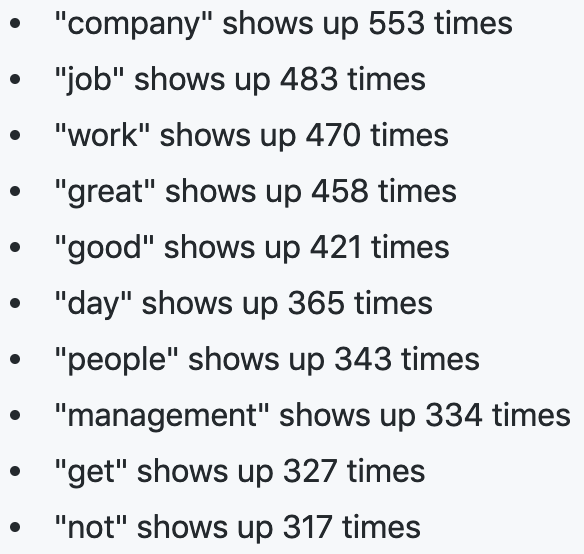 • "company" shows up 553 times
• "job" shows up 483 times
• "work" shows up 470 times
• "great" shows up 458 times
• "good" shows up 421 times
• "day" shows up 365 times
• "people" shows up 343 times
• "management" shows up 334 times
• "get" shows up 327 times
• "not" shows up 317 times